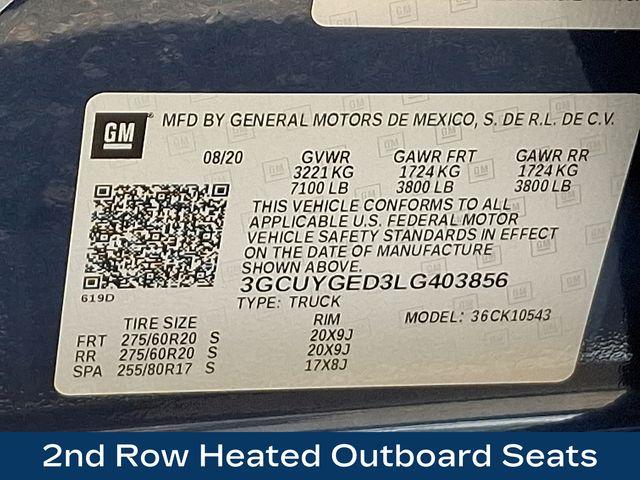 GM MFD BY GENERAL MOTORS DE MEXICO, S. DE R.L. DE C.V.
08/20 GVWR GAWR FRT GAWR RR
3221 KG 1724 KG 1724 KG
7100 LB 3800 LB 3800 LB
THIS VEHICLE CONFORMS TO ALL
APPLICABLE U.S. FEDERAL MOTOR
VEHICLE SAFETY STANDARDS IN EFFECT
ON THE DATE OF MANUFACTURE
SHOWN ABOVE.
619D
3GCUYGED3LG403856
TYPE: TRUCK
TIRE SIZE RIM MODEL: 36CK10543
FRT 275/60R20 S 20X9J
RR 275/60R20 S 20X9J
SPA 255/80R17 S 17X8J
2nd Row Heated Outboard Seats